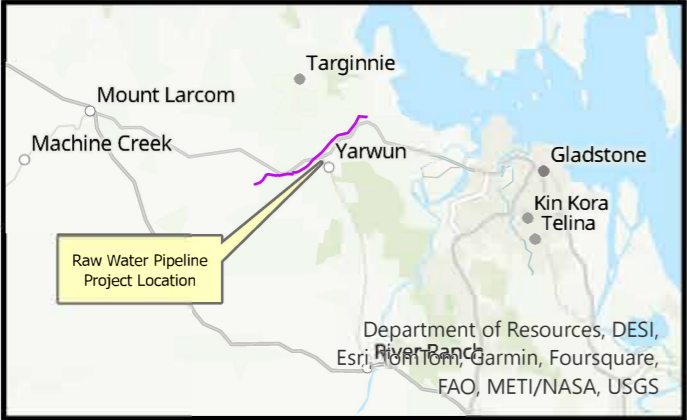 Targinnie
Mount Larcom
Machine Creek
Yarwun
Gladstone
Kin Kora
Telina
Raw Water Pipeline
Project Location
River Ranch
Department of Resources, DESI,
Esri, TomTom, Garmin, Foursquare,
FAO, METI/NASA, USGS